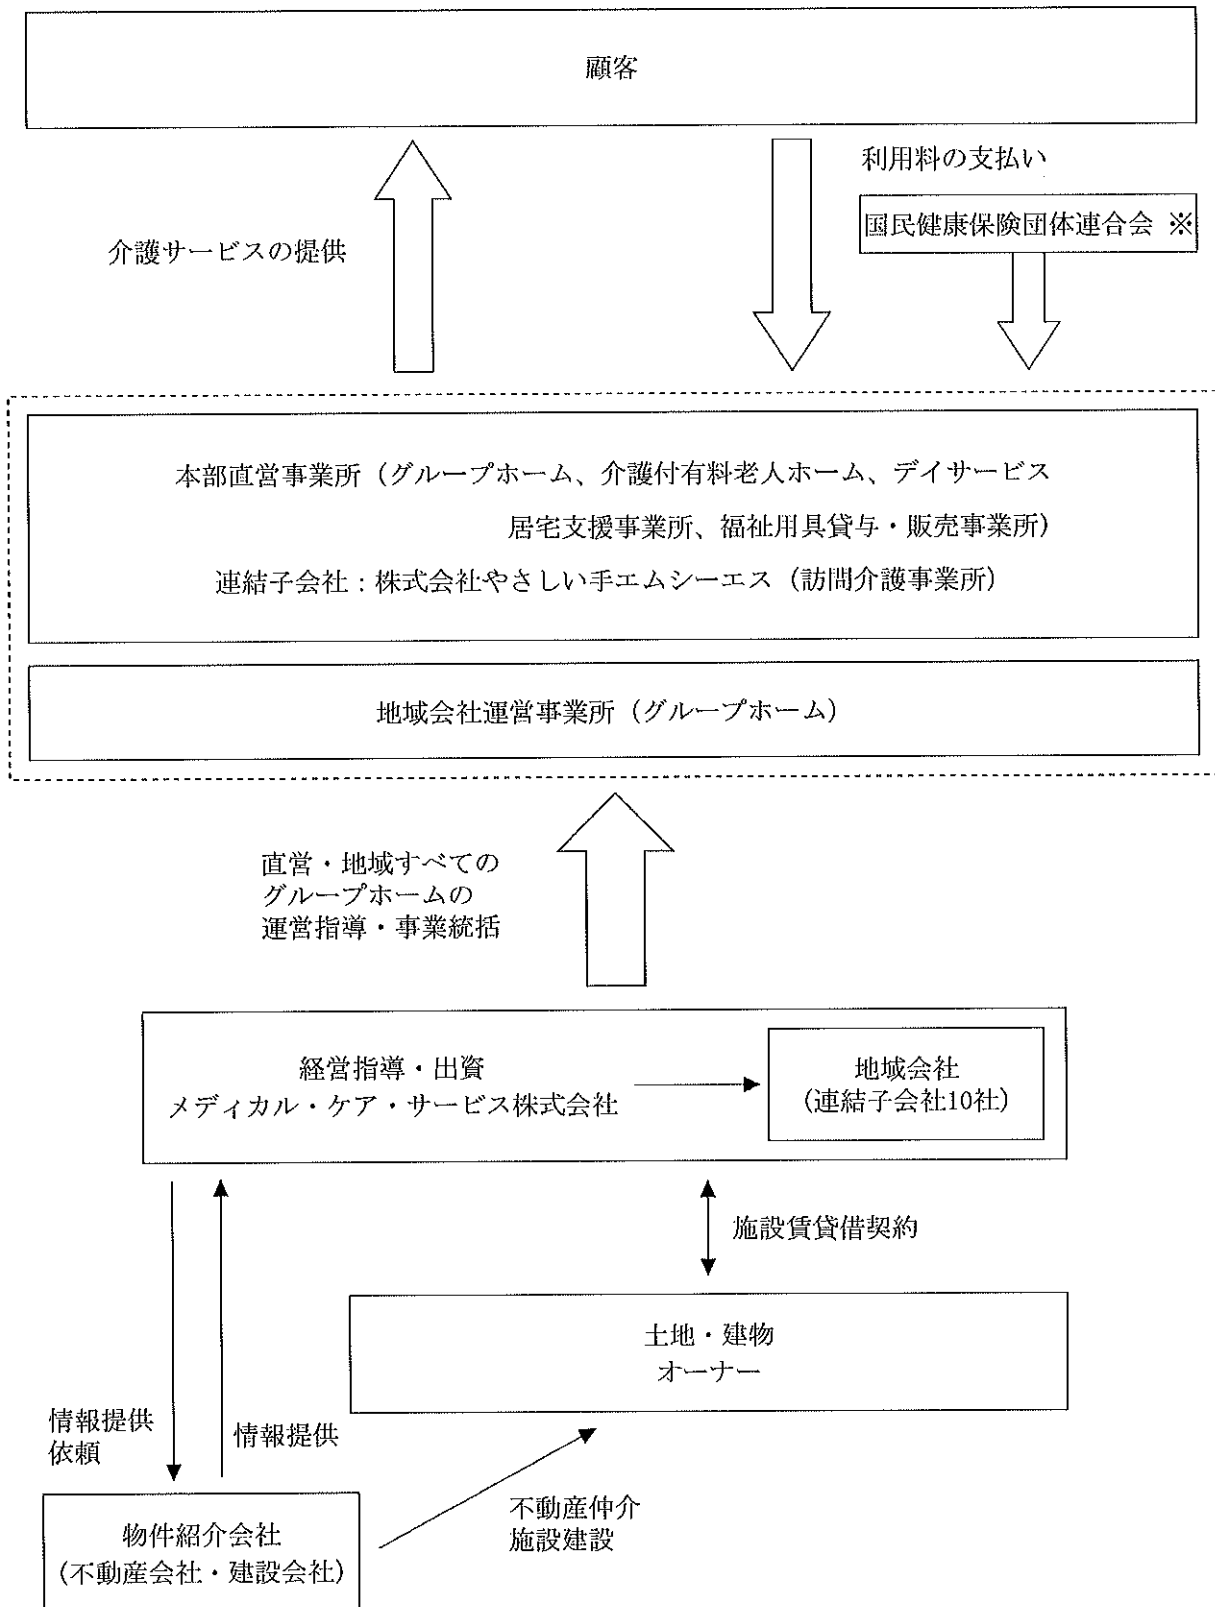 顧客
利用料の支払い
国民健康保険団体連合会 ※
介護サービスの提供
本部直営事業所（グループホーム、介護付有料老人ホーム、デイサービス
居宅支援事業所、福祉用具貸与・販売事業所）
連結子会社：株式会社やさしい手エムシーエス（訪問介護事業所）
地域会社運営事業所（グループホーム）
直営・地域すべての
グループホームの
運営指導・事業統括
経営指導・出資
メディカル・ケア・サービス株式会社
地域会社
（連結子会社10社）
施設賃貸借契約
土地・建物
オーナー
情報提供
依頼
情報提供
不動産仲介
施設建設
物件紹介会社
（不動産会社・建設会社）